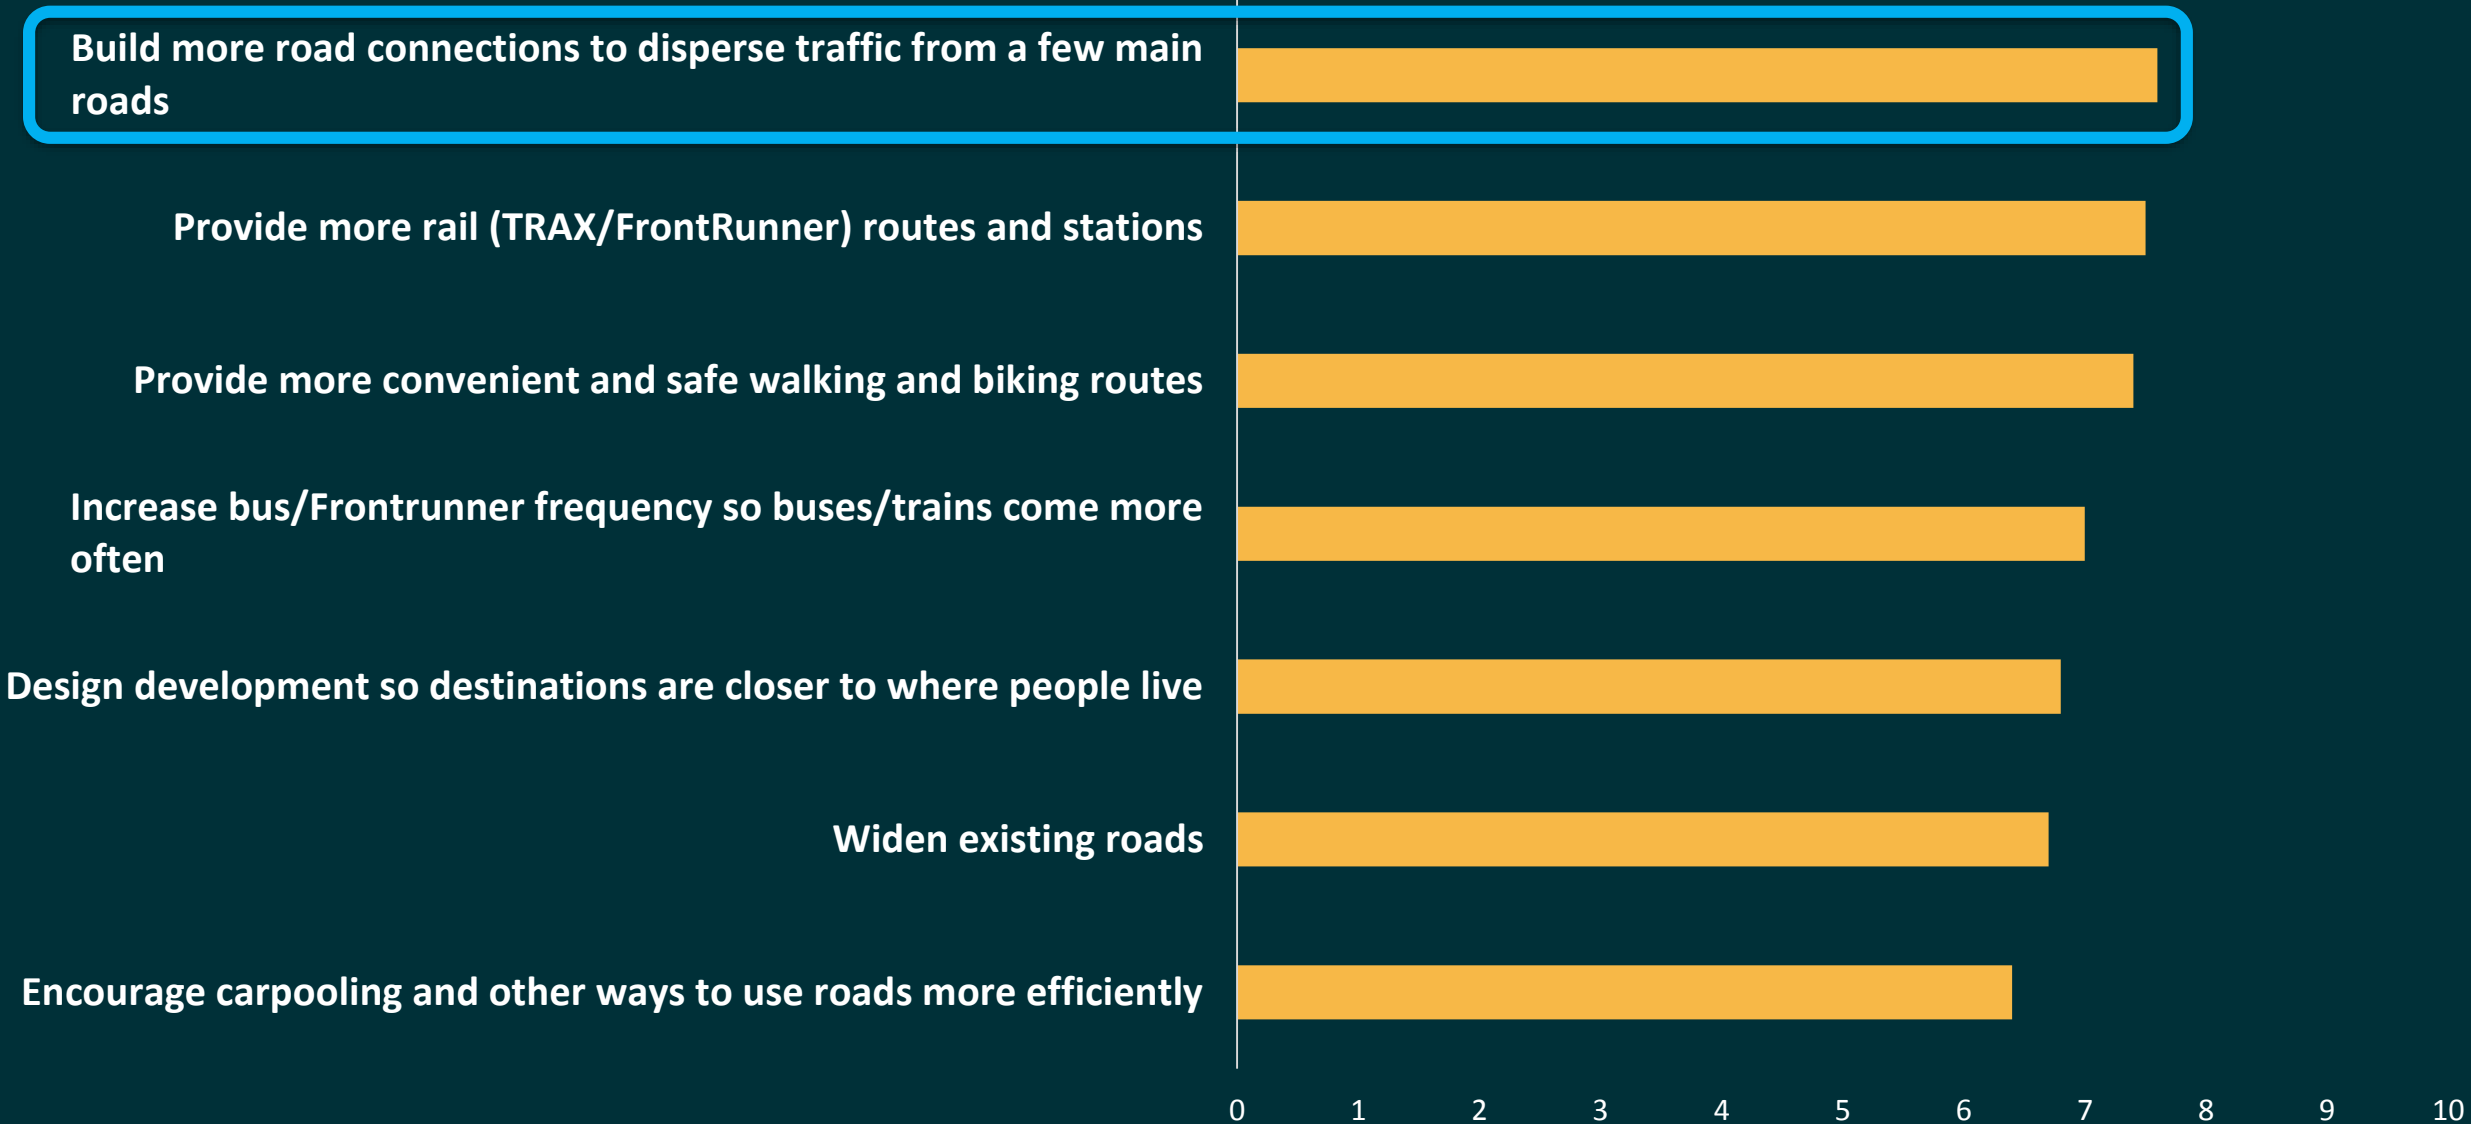 Build more road connections to disperse traffic from a few main
roads
Provide more rail (TRAX/FrontRunner) routes and stations
Provide more convenient and safe walking and biking routes
Increase bus/Frontrunner frequency so buses/trains come more
often
Design development so destinations are closer to where people live
Widen existing roads
Encourage carpooling and other ways to use roads more efficiently
0 1 2 3 4 5 6 7 8 9 10